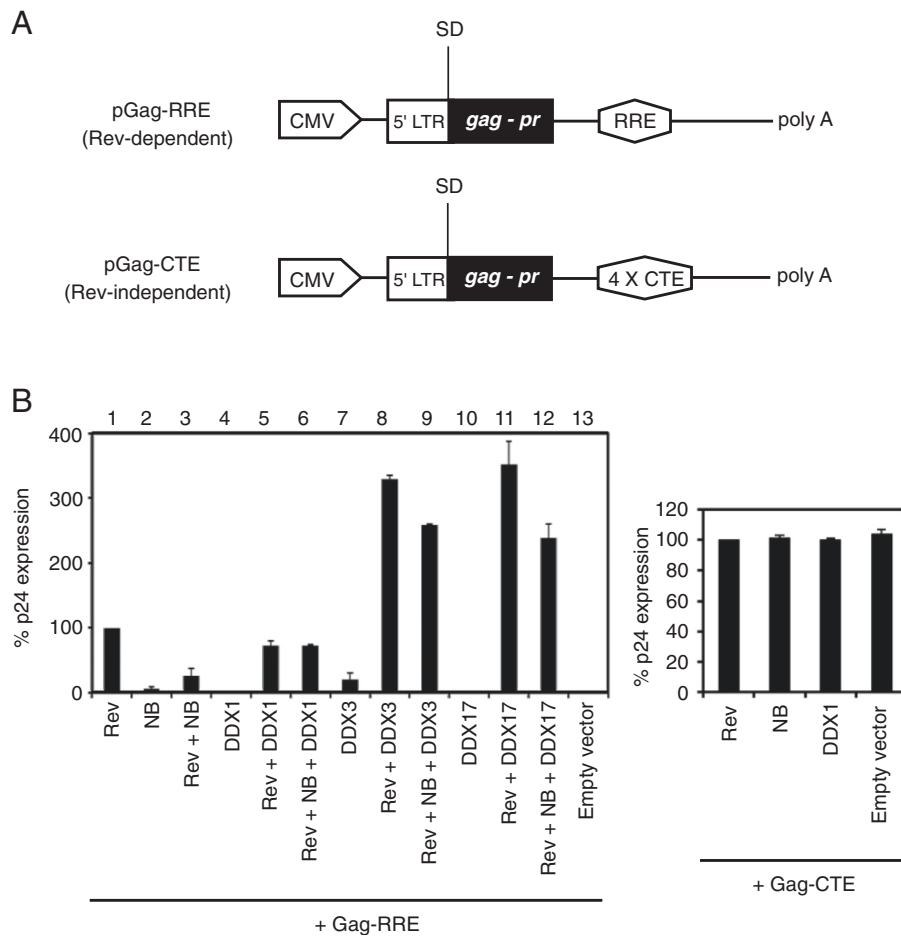 A
SD
pGag-RRE
(Rev-dependent)
CMV
5' LTR
gag - pr
RRE
poly A
SD
pGag-CTE
(Rev-independent)
CMV
5' LTR
gag - pr
4 X CTE
poly A
B
1 2 3 4 5 6 7 8 9 10 11 12 13
% p24 expression
400
300
200
100
0
Rev
NB
Rev + NB
DDX1
Rev + DDX1
Rev + NB + DDX1
DDX3
Rev + DDX3
Rev + NB + DDX3
DDX17
Rev + DDX17
Rev + NB + DDX17
Empty vector
+ Gag-RRE
% p24 expression
120
100
80
60
40
20
0
Rev
NB
DDX1
Empty vector
+ Gag-CTE